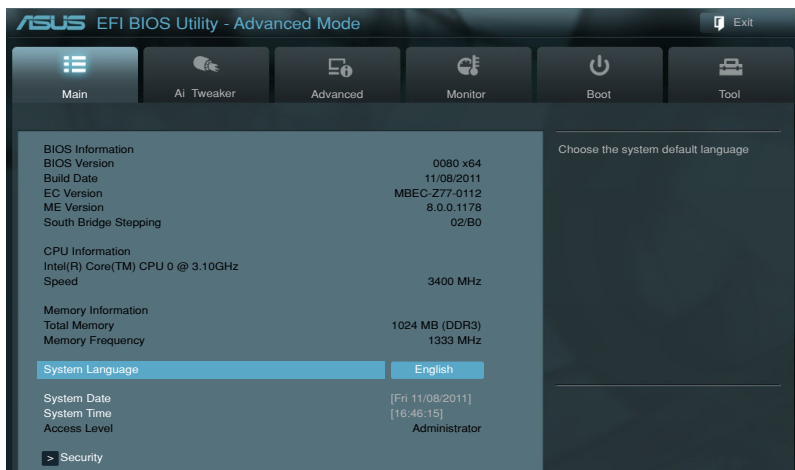 ASUS EFI BIOS Utility - Advanced Mode
Exit
Main
Ai Tweaker
Advanced
Monitor
Boot
Tool
BIOS Information
BIOS Version 0080 x64
Build Date 11/08/2011
EC Version MBEC-Z77-0112
ME Version 8.0.0.1178
South Bridge Stepping 02/B0
CPU Information
Intel(R) Core(TM) CPU 0 @ 3.10GHz
Speed 3400 MHz
Memory Information
Total Memory 1024 MB (DDR3)
Memory Frequency 1333 MHz
System Language English
System Date [Fri 11/08/2011]
System Time [16:46:15]
Access Level Administrator
> Security
Choose the system default language